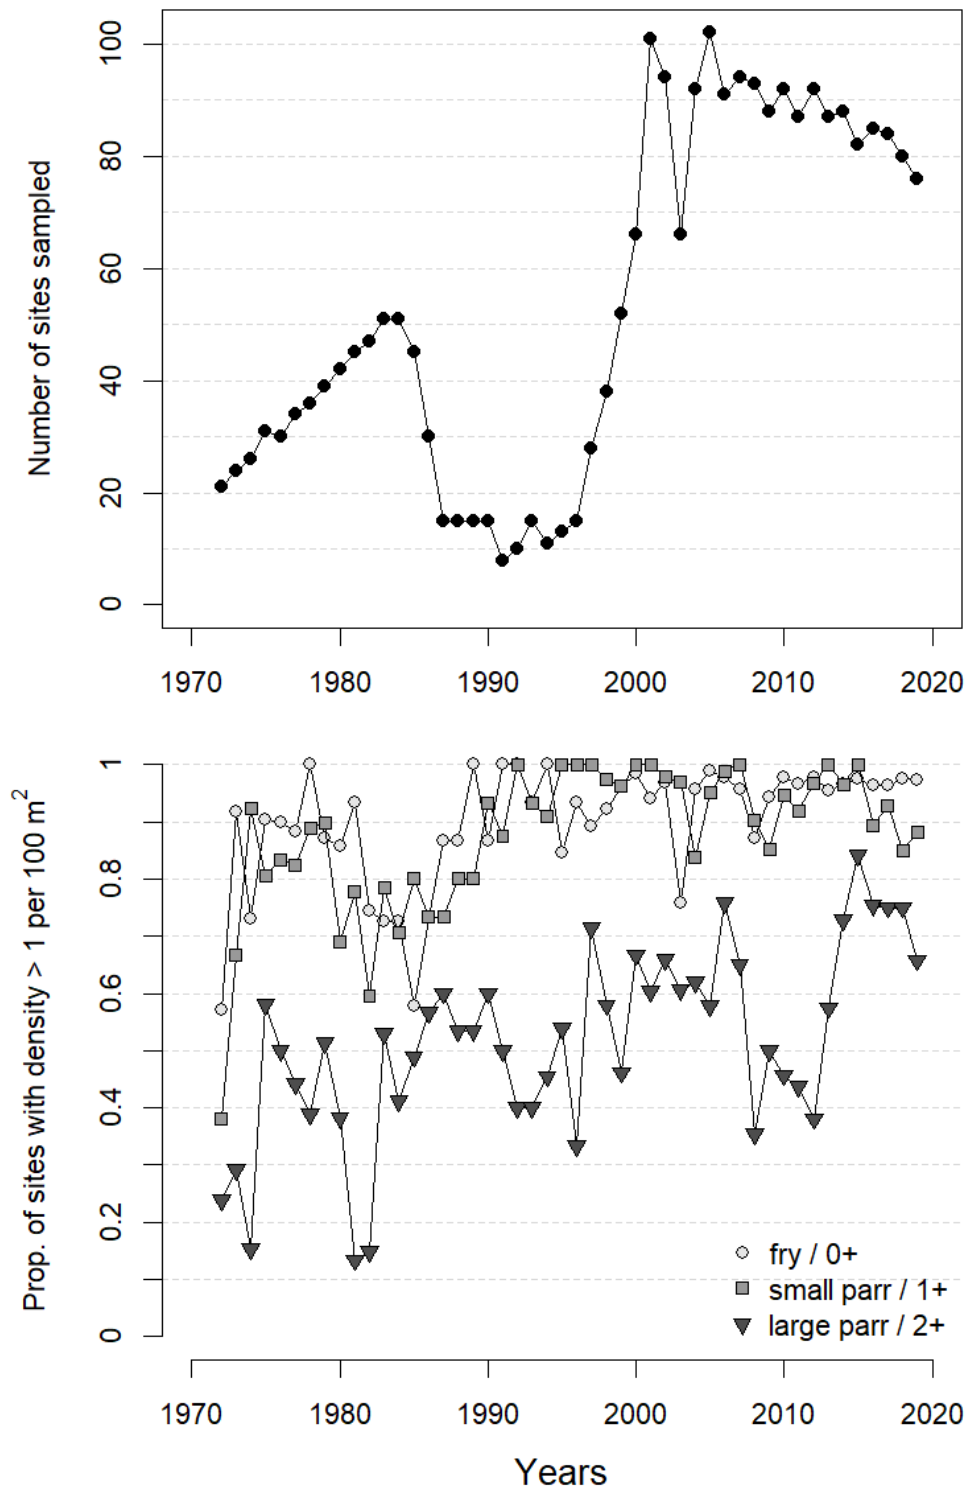 Number of sites sampled
100
80
60
40
20
0
1970 1980 1990 2000 2010 2020
Prop. of sites with density > 1 per 100 m²
1
0.8
0.6
0.4
0.2
0
fry / 0+
small parr / 1+
large parr / 2+
1970 1980 1990 2000 2010 2020
Years